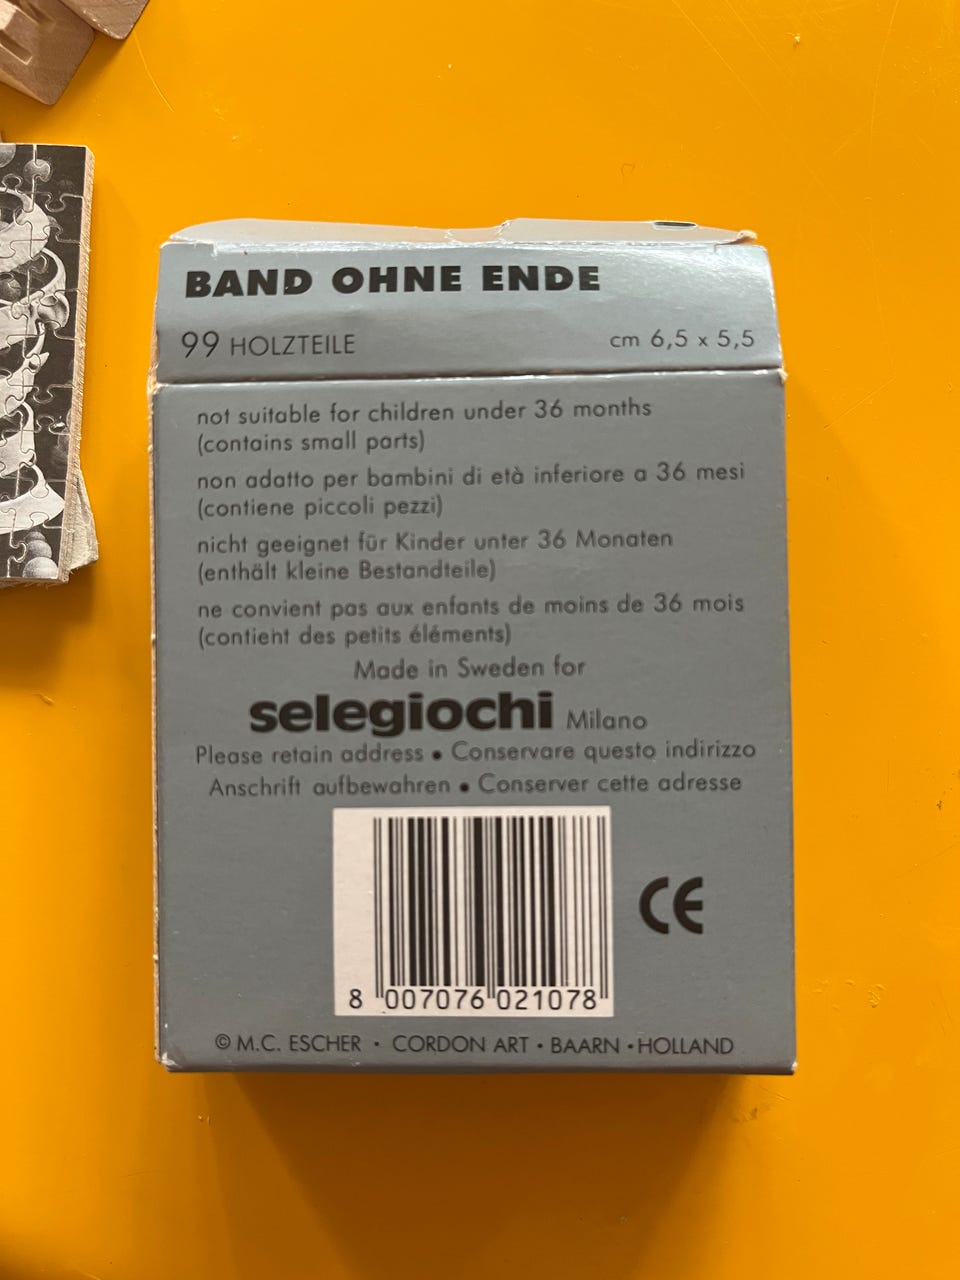 BAND OHNE ENDE
99 HOLZTEILE cm 6,5 x 5,5
not suitable for children under 36 months
(contains small parts)
non adatto per bambini di età inferiore a 36 mesi
(contiene piccoli pezzi)
nicht geeignet für Kinder unter 36 Monaten
(enthält kleine Bestandteile)
ne convient pas aux enfants de moins de 36 mois
(contient des petits éléments)
Made in Sweden for
selegiochi Milano
Please retain address • Conservare questo indirizzo
Anschrift aufbewahren • Conserver cette adresse
CE
8 007076 021078
© M.C. ESCHER • CORDON ART • BAARN • HOLLAND